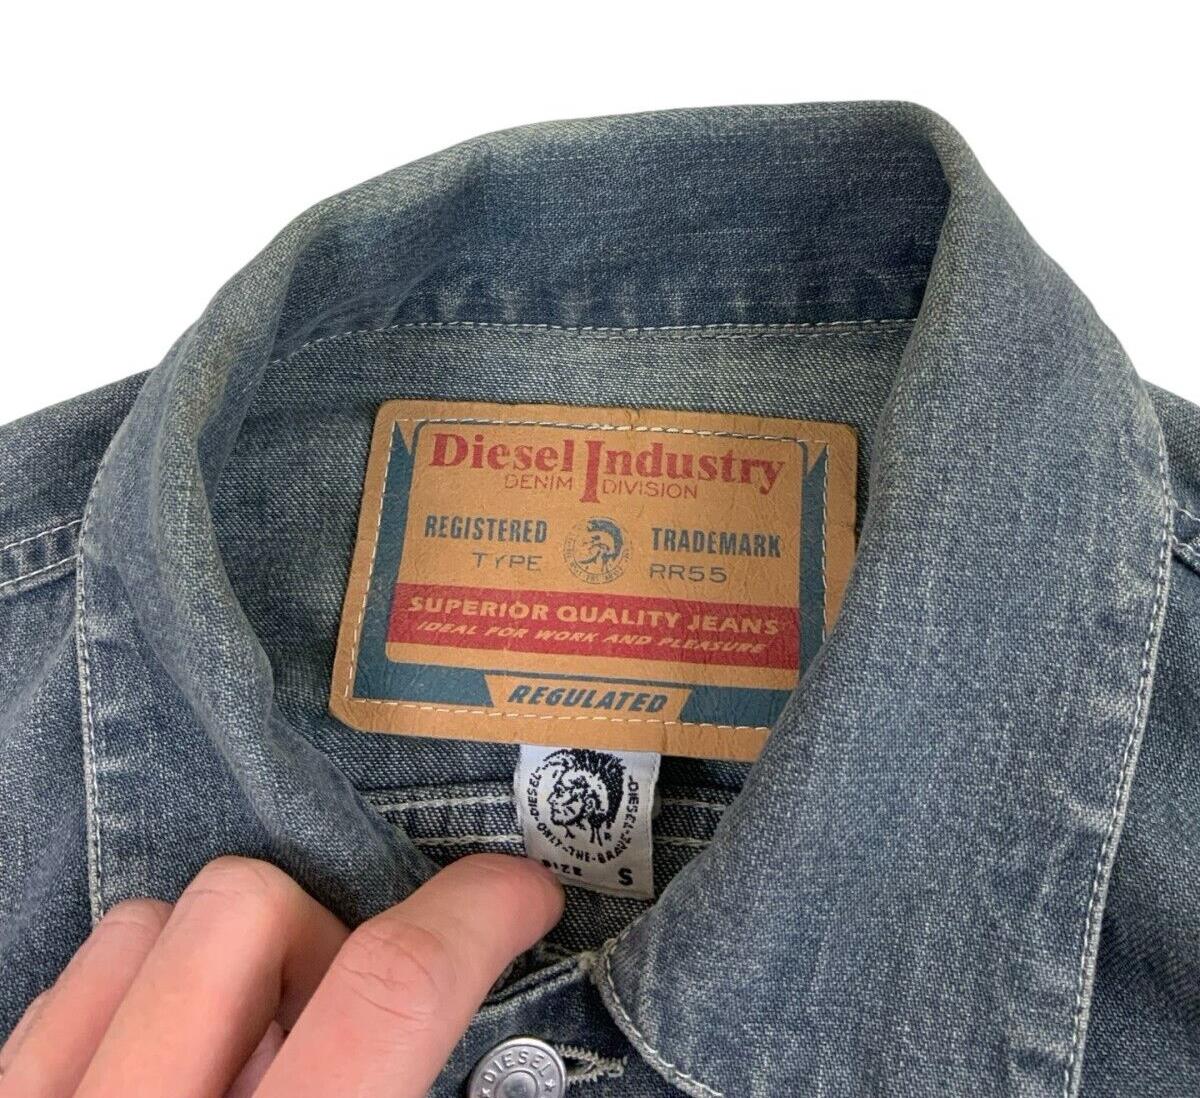 Diesel Industry
DENIM DIVISION
REGISTERED TRADEMARK
TYPE RR55
SUPERIOR QUALITY JEANS
IDEAL FOR WORK AND PLEASURE
REGULATED
DIESEL·ONLY·THE·BRAVE·DIESEL
SIZE S
DIESEL